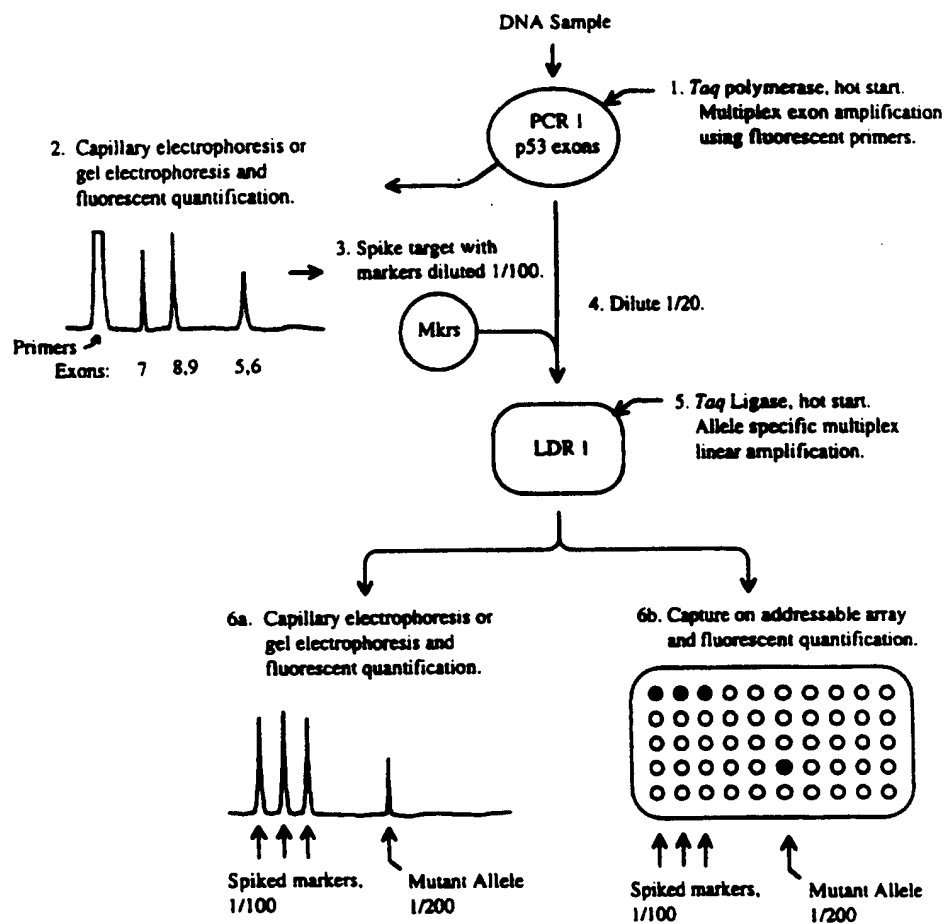 DNA Sample
PCR 1
p53 exons
1. Taq polymerase, hot start.
Multiplex exon amplification
using fluorescent primers.
2. Capillary electrophoresis or
gel electrophoresis and
fluorescent quantification.
3. Spike target with
markers diluted 1/100.
Mkrs
4. Dilute 1/20.
Primers
Exons: 7 8,9 5,6
5. Taq Ligase, hot start.
Allele specific multiplex
linear amplification.
LDR 1
6a. Capillary electrophoresis or
gel electrophoresis and
fluorescent quantification.
Spiked markers,
1/100
Mutant Allele
1/200
6b. Capture on addressable array
and fluorescent quantification.
Spiked markers,
1/100
Mutant Allele
1/200